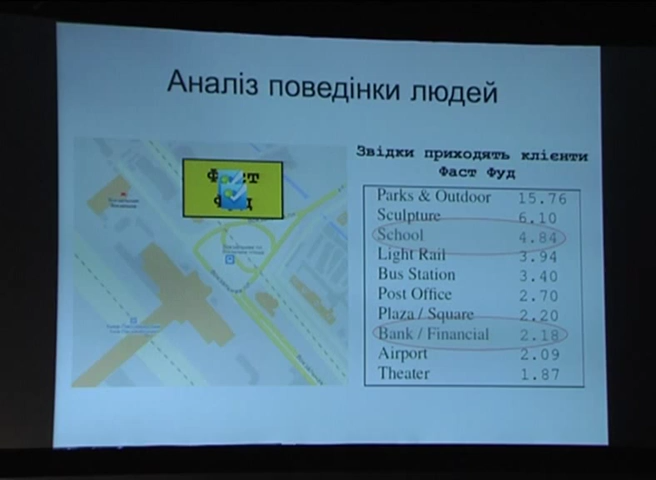 Аналіз поведінки людей
Фаст
Фуд
Звідки приходять клієнти
Фаст Фуд
Parks & Outdoor 15.76
Sculpture 6.10
School 4.84
Light Rail 3.94
Bus Station 3.40
Post Office 2.70
Plaza / Square 2.20
Bank / Financial 2.18
Airport 2.09
Theater 1.87